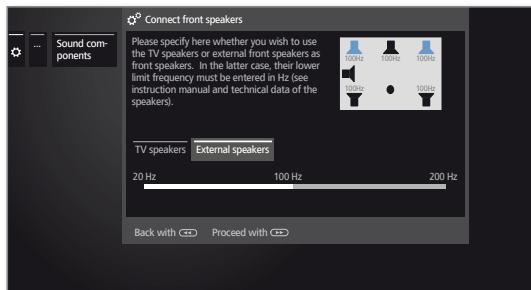 Connect front speakers
...
Sound com-
ponents
Please specify here whether you wish to use
the TV speakers or external front speakers as
front speakers. In the latter case, their lower
limit frequency must be entered in Hz (see
instruction manual and technical data of the
speakers).
100Hz 100Hz 100Hz
100Hz 100Hz
TV speakers External speakers
20 Hz 100 Hz 200 Hz
Back with Proceed with